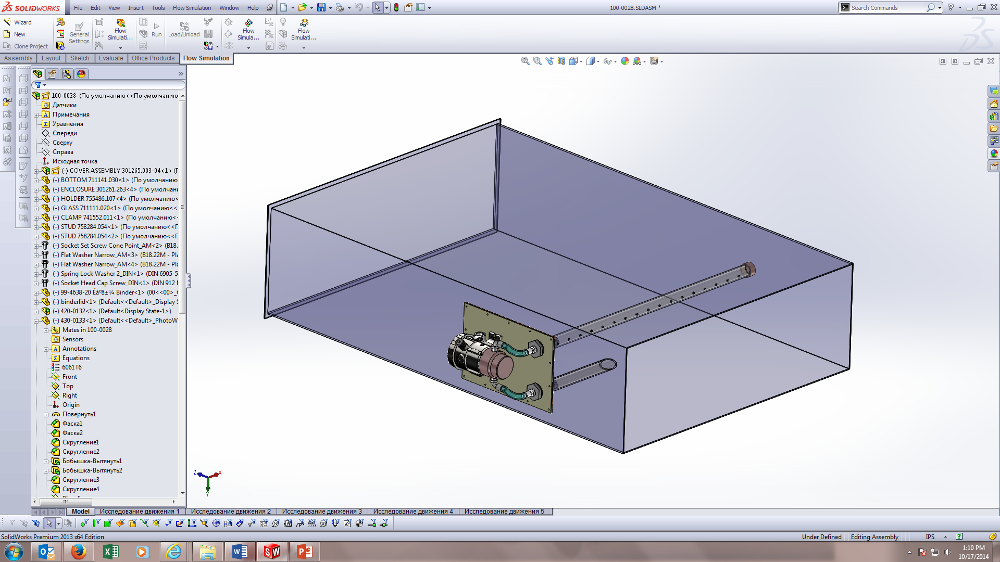 SOLIDWORKS File Edit View Insert Tools Flow Simulation Window Help 100-0028.SLDASM * Search Commands
Wizard
New
Clone Project
General Settings
Flow Simulati...
Run
Load/Unload
Flow Simula...
Flow Simulati...
Assembly Layout Sketch Evaluate Office Products Flow Simulation
100-0028 (По умолчанию<<По умолчанию
Датчики
Примечания
Уравнения
Спереди
Сверху
Справа
Исходная точка
(-) COVER.ASSEMBLY 301265.003-04<1> (Г
(-) BOTTOM 711141.030<1> (По умолчанию
(-) ENCLOSURE 301261.263<4> (По умолчани
(-) HOLDER 755486.107<4> (По умолчанию<
(-) GLASS 711111.020<1> (По умолчанию<<
(-) CLAMP 741552.011<1> (По умолчанию<
(-) STUD 758284.054<1> (По умолчанию<<Г
(-) STUD 758284.054<2> (По умолчанию<<Г
(-) Socket Set Screw Cone Point_AM<2> (B18.
(-) Flat Washer Narrow_AM<3> (B18.22M - Pla
(-) Flat Washer Narrow_AM<4> (B18.22M - Pla
(-) Spring Lock Washer 2_DIN<1> (DIN 6905-5
(-) Socket Head Cap Screw_DIN<1> (DIN 912
(-) 99-4638-20 Éäº8±¼ Binder<1> (00<<00>_
(-) binderlid<1> (Default<<Default>_Display S
(-) 420-0132<1> (Default<Display State-1>)
(-) 430-0133<1> (Default<<Default>_PhotoW
Mates in 100-0028
Sensors
Annotations
Equations
6061T6
Front
Top
Right
Origin
Повернуть1
Фаска1
Фаска2
Скругление1
Скругление2
Бобышка-Вытянуть1
Бобышка-Вытянуть2
Скругление3
Скругление4
Z X
Y
Model Исследование движения 1 Исследование движения 2 Исследование движения 3 Исследование движения 4 Исследование движения 5
SolidWorks Premium 2013 x64 Edition Under Defined Editing Assembly IPS
1:10 PM
10/17/2014